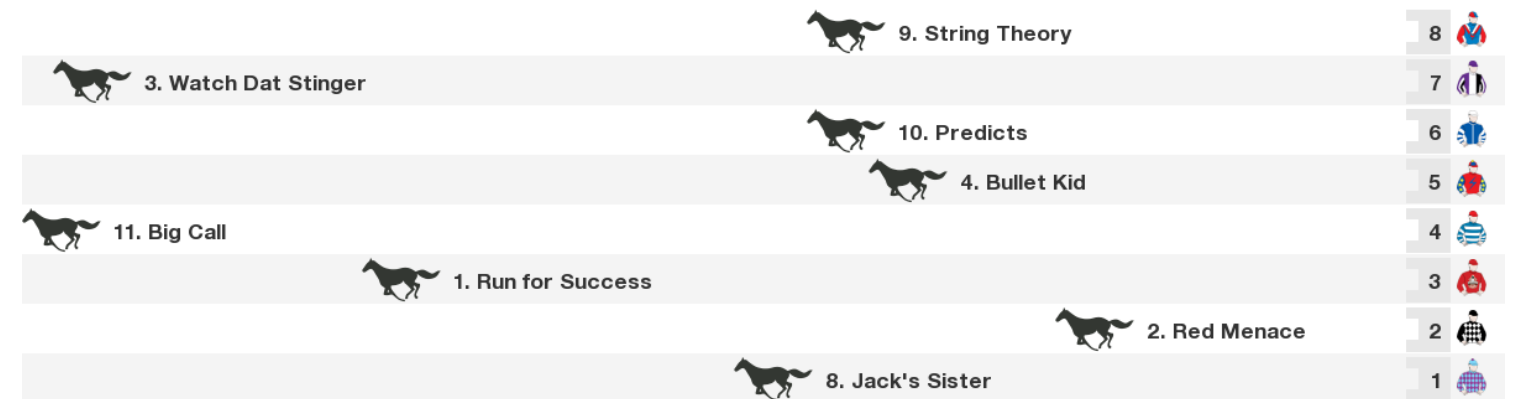 9. String Theory 8
3. Watch Dat Stinger 7
10. Predicts 6
4. Bullet Kid 5
11. Big Call 4
1. Run for Success 3
2. Red Menace 2
8. Jack's Sister 1